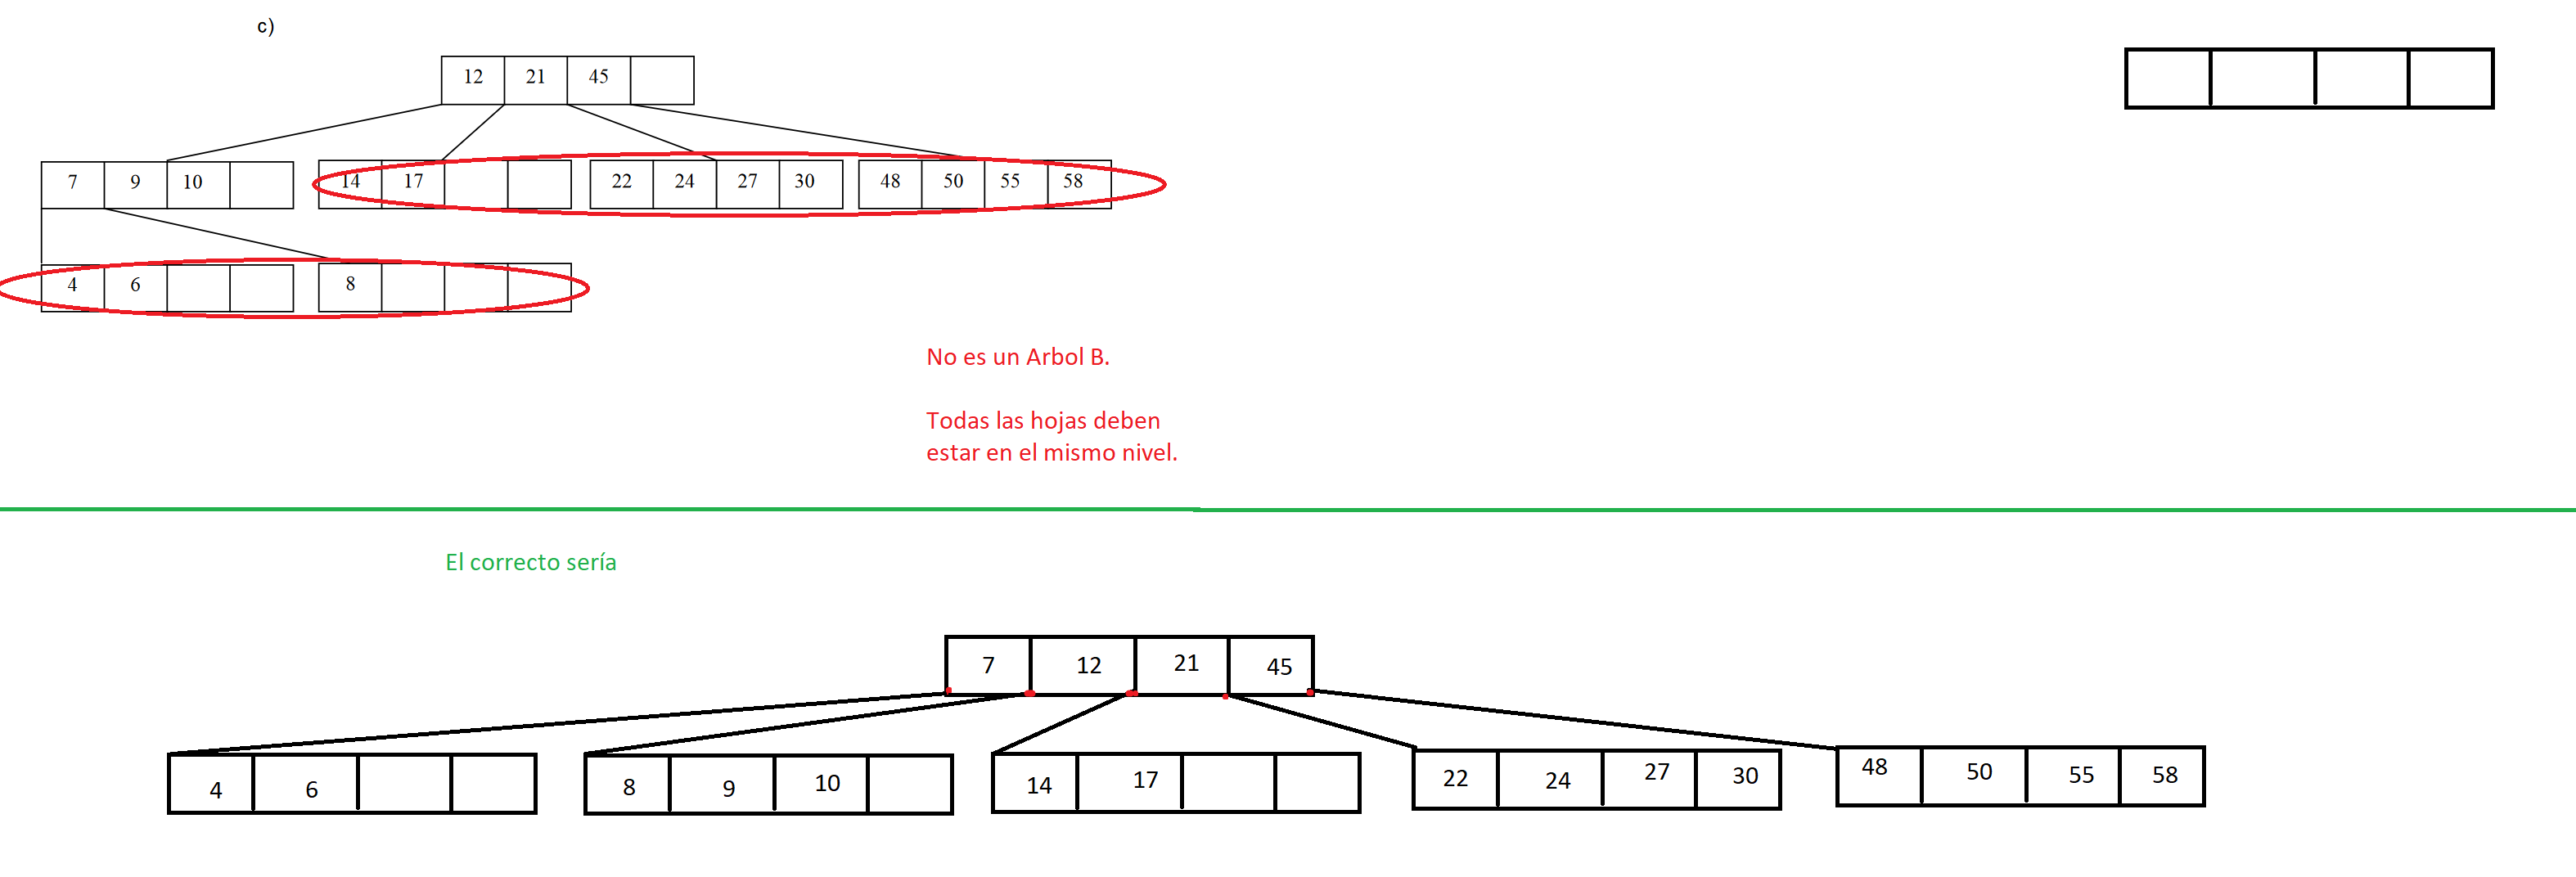 c)
12 21 45
7 9 10
14 17
22 24 27 30
48 50 55 58
4 6
8
No es un Arbol B.
Todas las hojas deben
estar en el mismo nivel.
El correcto sería
7 12 21 45
4 6
8 9 10
14 17
22 24 27 30
48 50 55 58